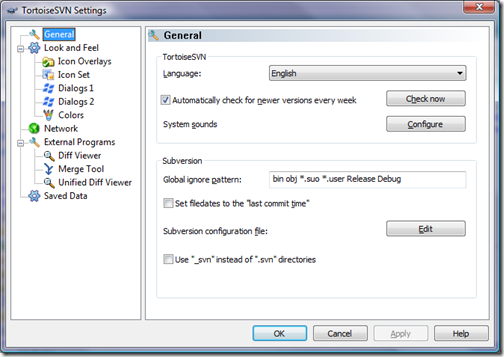 TortoiseSVN Settings
General
Look and Feel
Icon Overlays
Icon Set
Dialogs 1
Dialogs 2
Colors
Network
External Programs
Diff Viewer
Merge Tool
Unified Diff Viewer
Saved Data
General
TortoiseSVN
Language:
English
Automatically check for newer versions every week
Check now
System sounds
Configure
Subversion
Global ignore pattern:
bin obj *.suo *.user Release Debug
Set filedates to the "last commit time"
Subversion configuration file:
Edit
Use "_svn" instead of ".svn" directories
OK
Cancel
Apply
Help